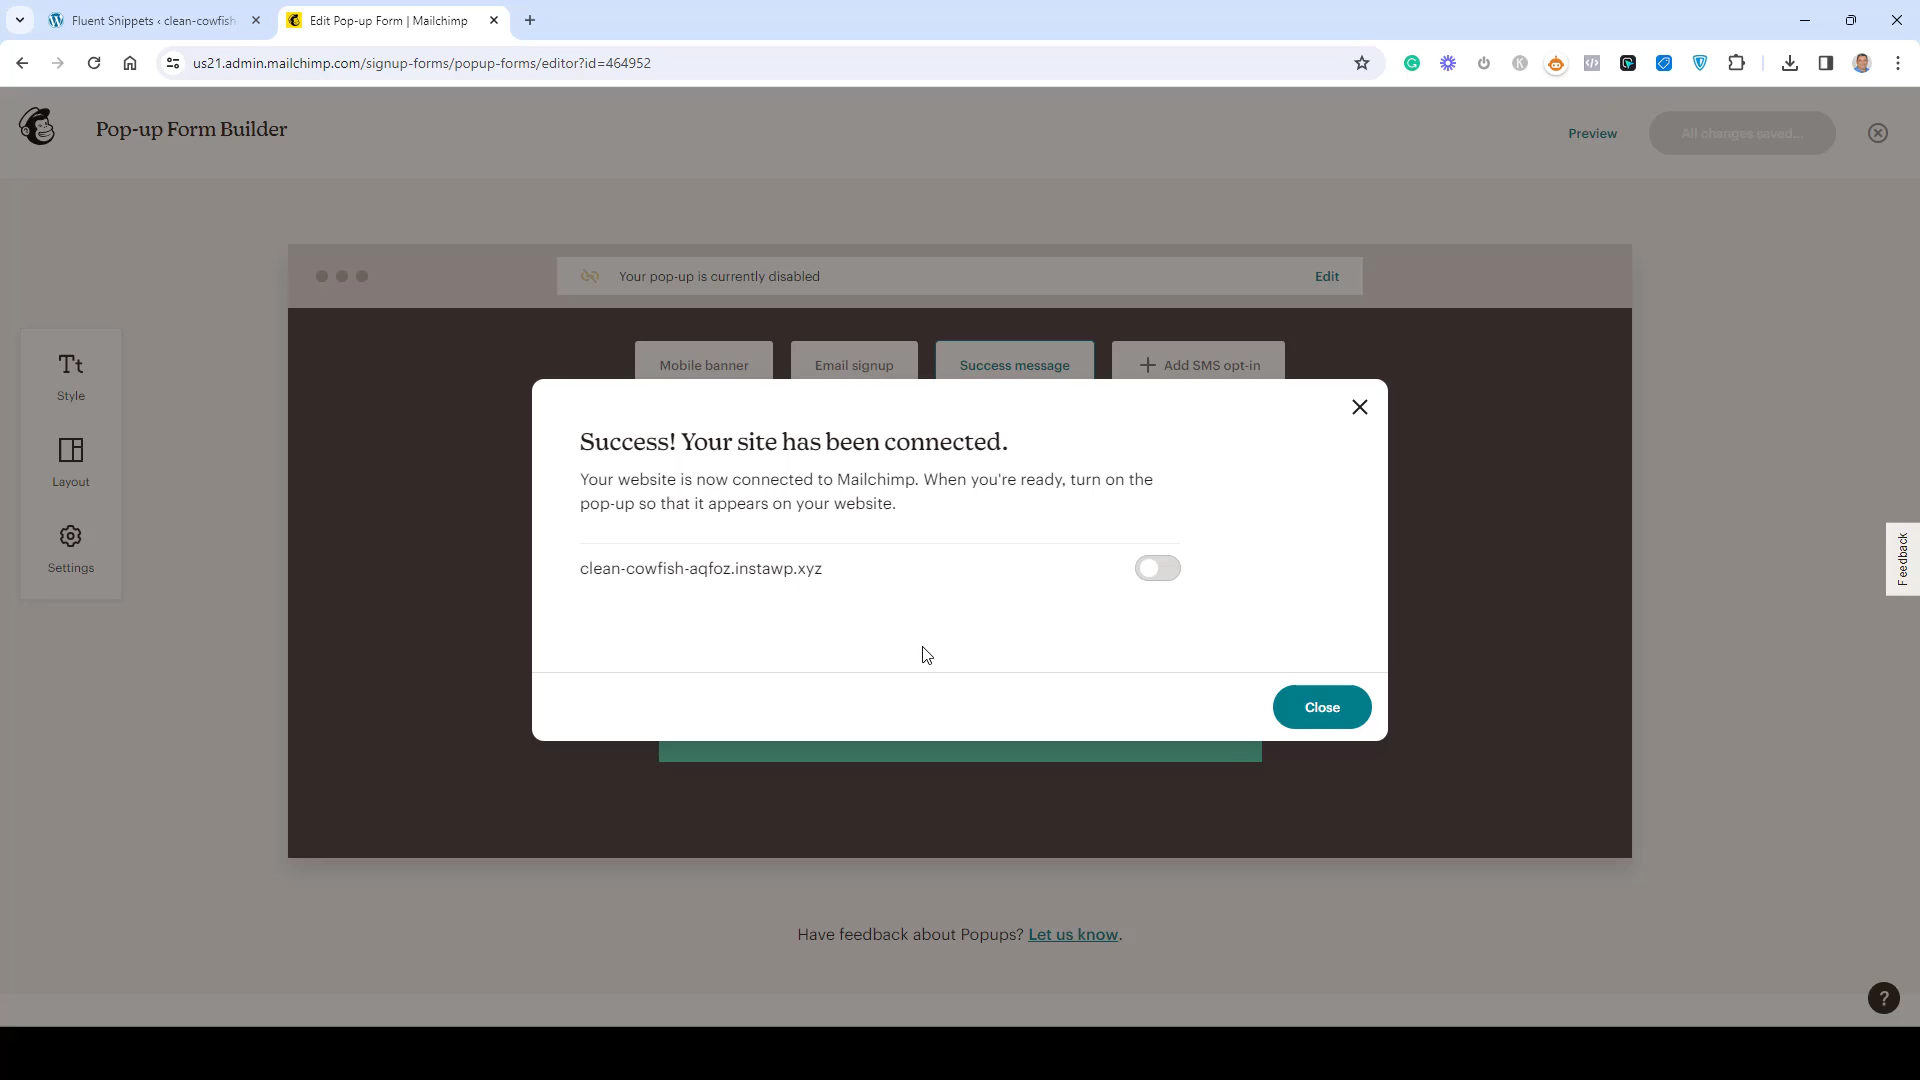 Fluent Snippets ‹ clean-cowfish
Edit Pop-up Form | Mailchimp
us21.admin.mailchimp.com/signup-forms/popup-forms/editor?id=464952
Pop-up Form Builder
Preview
All changes saved...
Your pop-up is currently disabled
Edit
Mobile banner
Email signup
Success message
Add SMS opt-in
Tt
Style
Layout
Settings
Success! Your site has been connected.
Your website is now connected to Mailchimp. When you're ready, turn on the
pop-up so that it appears on your website.
clean-cowfish-aqfoz.instawp.xyz
Close
Feedback
Have feedback about Popups? Let us know.
?